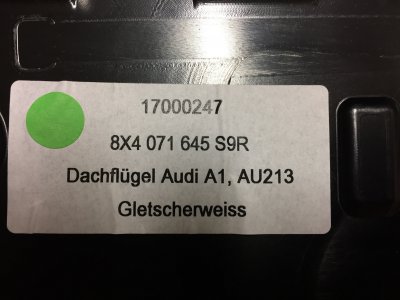 17000247
8X4 071 645 S9R
Dachflügel Audi A1, AU213
Gletscherweiss